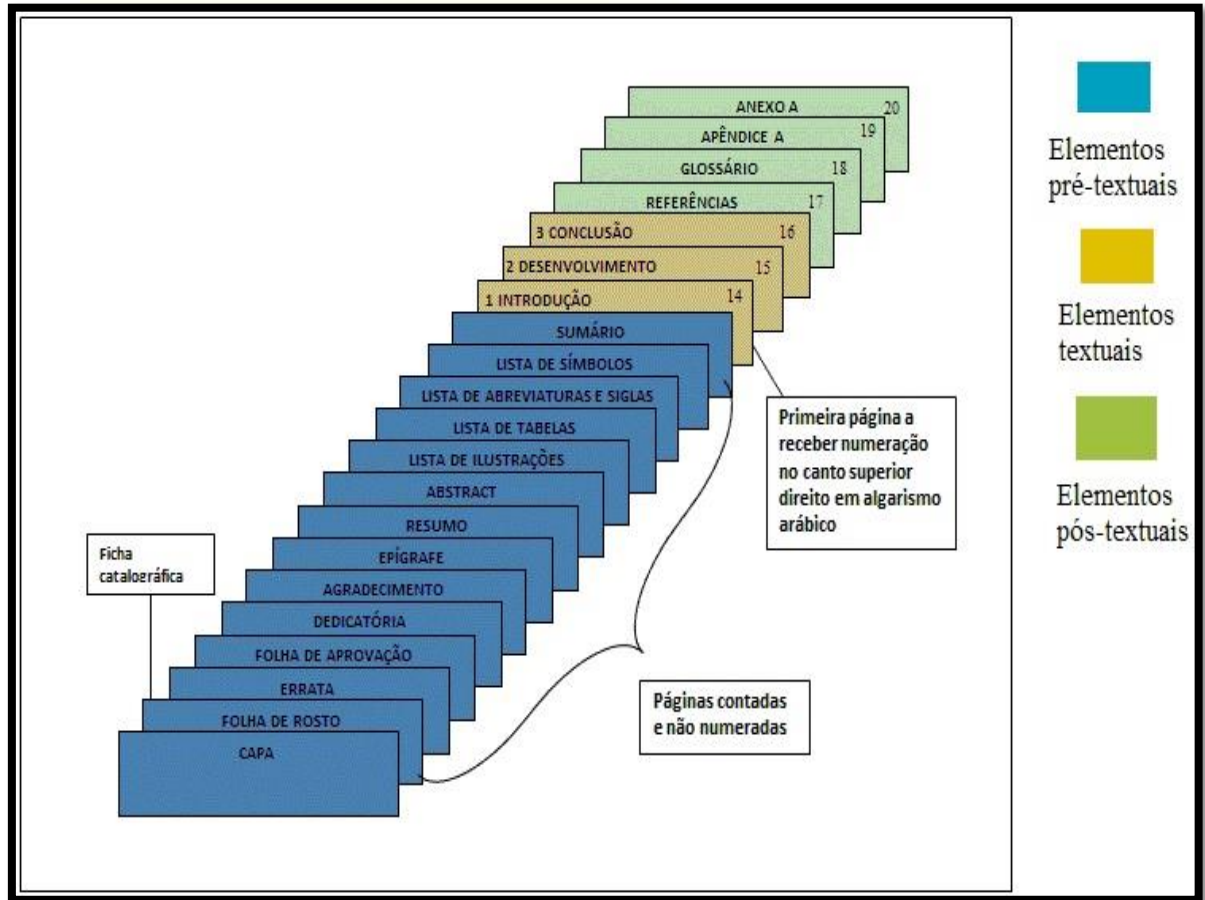 ANEXO A 20
APÊNDICE A 19
GLOSSÁRIO 18
REFERÊNCIAS 17
3 CONCLUSÃO 16
2 DESENVOLVIMENTO 15
1 INTRODUÇÃO 14
SUMÁRIO
LISTA DE SÍMBOLOS
LISTA DE ABREVIATURAS E SIGLAS
LISTA DE TABELAS
LISTA DE ILUSTRAÇÕES
ABSTRACT
RESUMO
EPÍGRAFE
AGRADECIMENTO
DEDICATÓRIA
FOLHA DE APROVAÇÃO
ERRATA
FOLHA DE ROSTO
CAPA
Ficha
catalográfica
Primeira página a
receber numeração
no canto superior
direito em algarismo
arábico
Páginas contadas
e não numeradas
Elementos
pré-textuais
Elementos
textuais
Elementos
pós-textuais